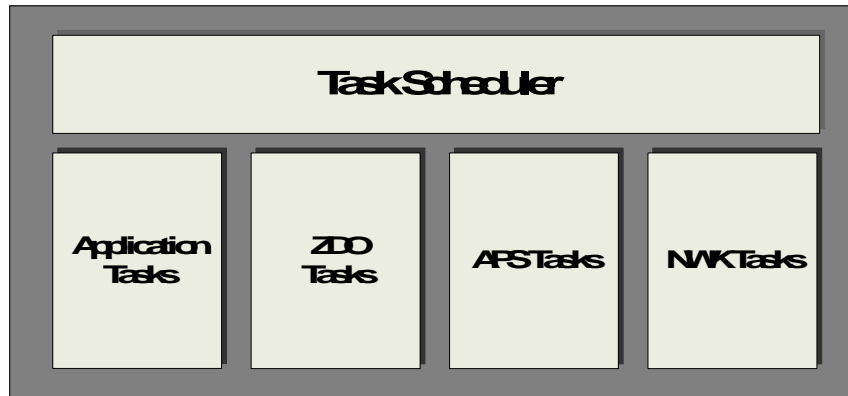 Task Scheduler
Application
Tasks
ZDO
Tasks
APS Tasks
NWK Tasks